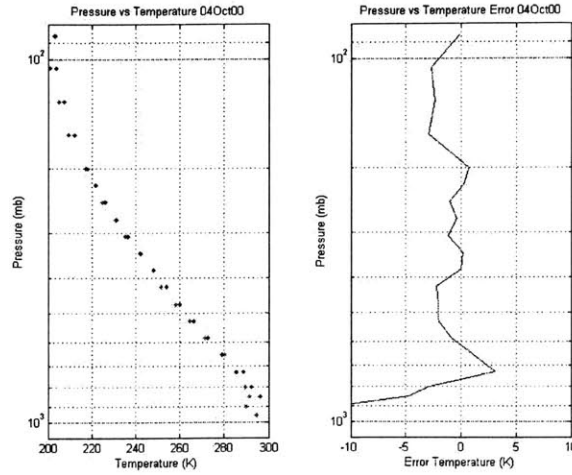 Pressure vs Temperature 04Oct00
10²
Pressure (mb)
10³
200 220 240 260 280 300
Temperature (K)
Pressure vs Temperature Error 04Oct00
10²
Pressure (mb)
10³
-10 -5 0 5 10
Error Temperature (K)